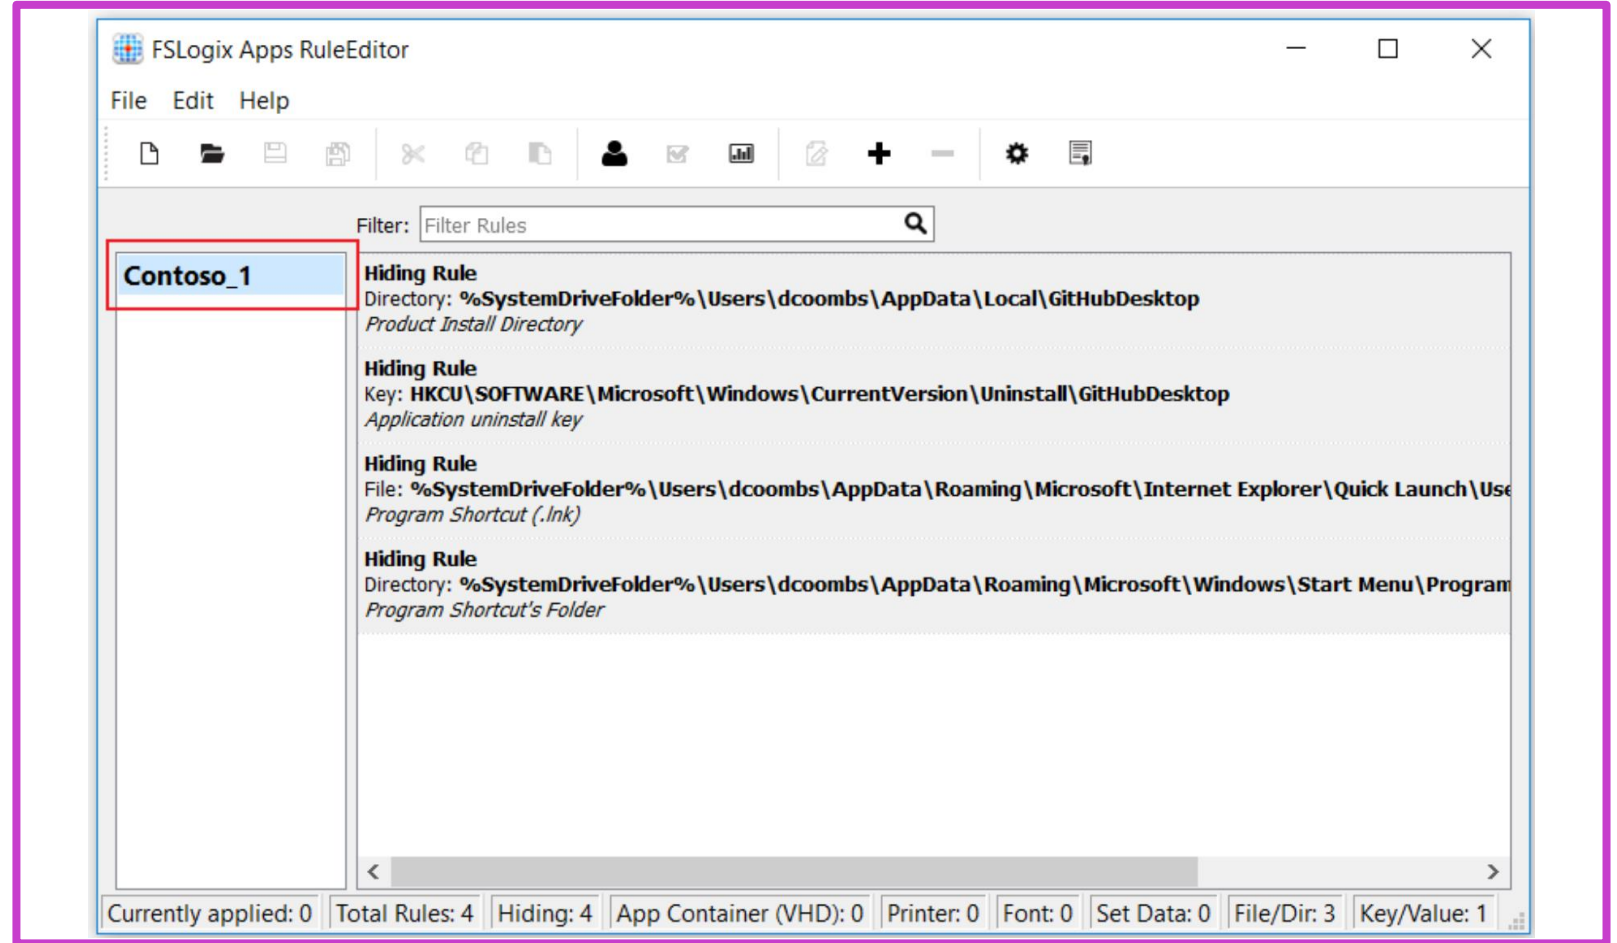 FSLogix Apps RuleEditor
File Edit Help
Filter: Filter Rules
Contoso_1
Hiding Rule
Directory: %SystemDriveFolder%\Users\dcoombs\AppData\Local\GitHubDesktop
Product Install Directory
Hiding Rule
Key: HKCU\SOFTWARE\Microsoft\Windows\CurrentVersion\Uninstall\GitHubDesktop
Application uninstall key
Hiding Rule
File: %SystemDriveFolder%\Users\dcoombs\AppData\Roaming\Microsoft\Internet Explorer\Quick Launch\Use
Program Shortcut (.lnk)
Hiding Rule
Directory: %SystemDriveFolder%\Users\dcoombs\AppData\Roaming\Microsoft\Windows\Start Menu\Program
Program Shortcut's Folder
Currently applied: 0 Total Rules: 4 Hiding: 4 App Container (VHD): 0 Printer: 0 Font: 0 Set Data: 0 File/Dir: 3 Key/Value: 1